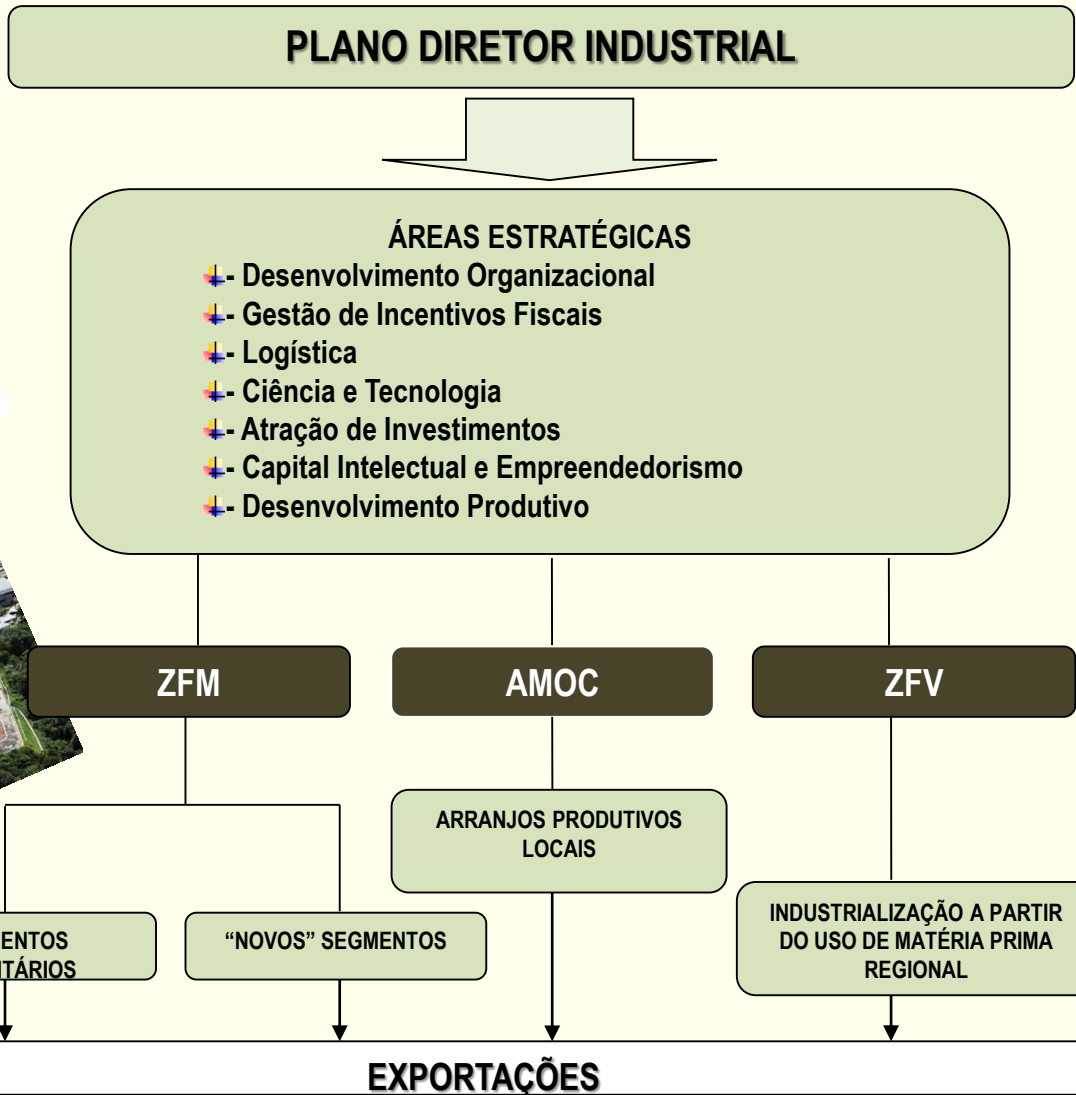 PLANO DIRETOR INDUSTRIAL
ÁREAS ESTRATÉGICAS
- Desenvolvimento Organizacional
- Gestão de Incentivos Fiscais
- Logística
- Ciência e Tecnologia
- Atração de Investimentos
- Capital Intelectual e Empreendedorismo
- Desenvolvimento Produtivo
ZFM
AMOC
ZFV
ARRANJOS PRODUTIVOS
LOCAIS
ENTOS
ITÁRIOS
“NOVOS” SEGMENTOS
INDUSTRIALIZAÇÃO A PARTIR
DO USO DE MATÉRIA PRIMA
REGIONAL
EXPORTAÇÕES